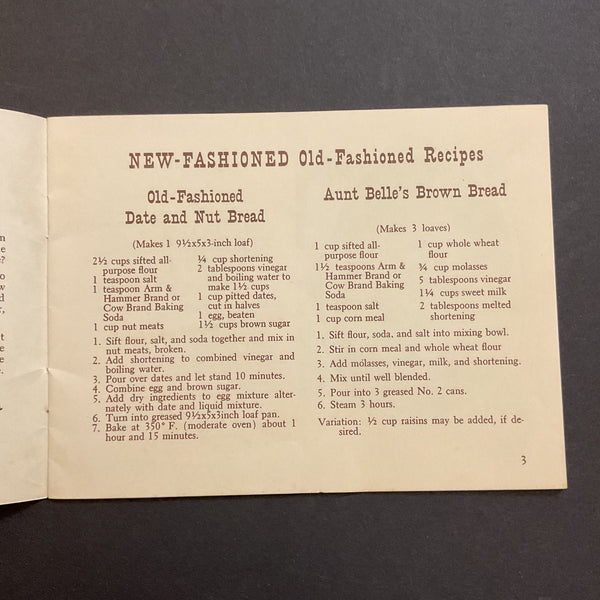 n
e
e?
o
w
d
r,
t
e
e
e.
NEW-FASHIONED Old-Fashioned Recipes
Old-Fashioned
Date and Nut Bread
(Makes 1 9½x5x3-inch loaf)
2½ cups sifted all-
purpose flour
1 teaspoon salt
1 teaspoon Arm &
Hammer Brand or
Cow Brand Baking
Soda
1 cup nut meats
¼ cup shortening
2 tablespoons vinegar
and boiling water to
make 1½ cups
1 cup pitted dates,
cut in halves
1 egg, beaten
1½ cups brown sugar
1. Sift flour, salt, and soda together and mix in
nut meats, broken.
2. Add shortening to combined vinegar and
boiling water.
3. Pour over dates and let stand 10 minutes.
4. Combine egg and brown sugar.
5. Add dry ingredients to egg mixture alter-
nately with date and liquid mixture.
6. Turn into greased 9½x5x3inch loaf pan.
7. Bake at 350° F. (moderate oven) about 1
hour and 15 minutes.
Aunt Belle's Brown Bread
(Makes 3 loaves)
1 cup sifted all-
purpose flour
1½ teaspoons Arm &
Hammer Brand or
Cow Brand Baking
Soda
1 teaspoon salt
1 cup corn meal
1 cup whole wheat
flour
¾ cup molasses
5 tablespoons vinegar
1¼ cups sweet milk
2 tablespoons melted
shortening
1. Sift flour, soda, and salt into mixing bowl.
2. Stir in corn meal and whole wheat flour
3. Add molasses, vinegar, milk, and shortening.
4. Mix until well blended.
5. Pour into 3 greased No. 2 cans.
6. Steam 3 hours.
Variation: ½ cup raisins may be added, if de-
sired.
3